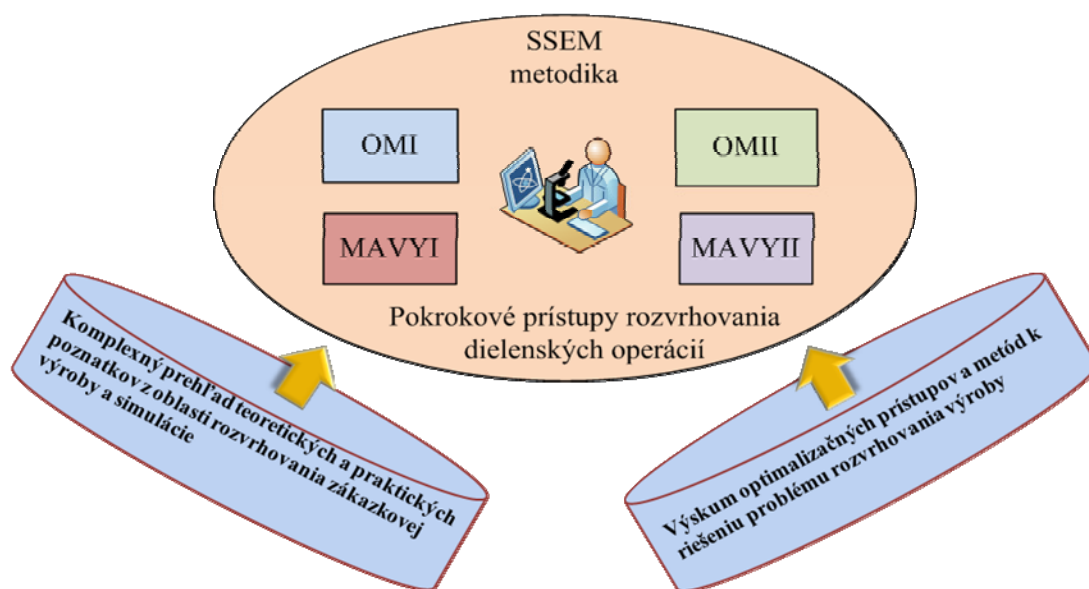 SSEM
metodika
OMI
OMII
MAVYI
MAVYII
Pokrokové prístupy rozvrhovania
dielenských operácií
Komplexný prehľad teoretických a praktických
poznatkov z oblasti rozvrhovania zákazkovej
výroby a simulácie
Výskum optimalizačných prístupov a metód k
riešeniu problému rozvrhovania výroby